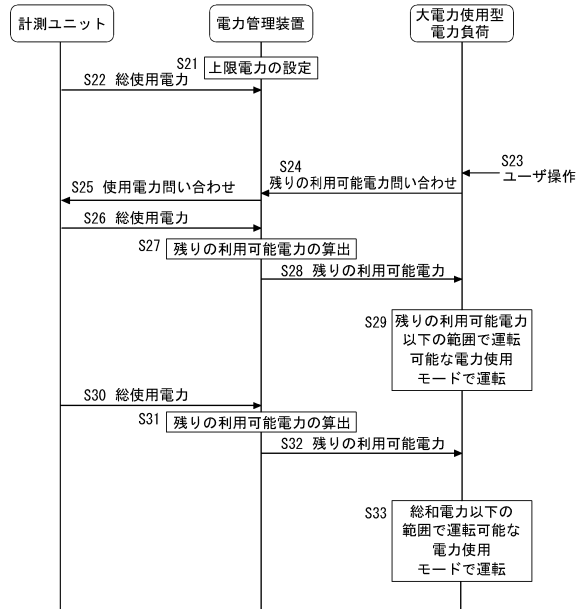 計測ユニット
電力管理装置
大電力使用型
電力負荷
S21 上限電力の設定
S22 総使用電力
S23
ユーザ操作
S24
残りの利用可能電力問い合わせ
S25 使用電力問い合わせ
S26 総使用電力
S27 残りの利用可能電力の算出
S28 残りの利用可能電力
S29 残りの利用可能電力
以下の範囲で運転
可能な電力使用
モードで運転
S30 総使用電力
S31 残りの利用可能電力の算出
S32 残りの利用可能電力
S33 総和電力以下の
範囲で運転可能な
電力使用
モードで運転